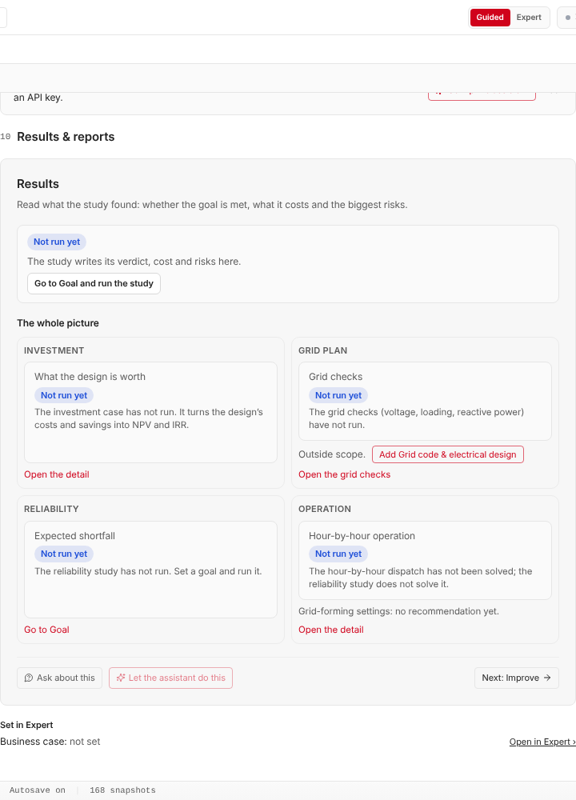 Guided Expert
an API key.
10 Results & reports
Results
Read what the study found: whether the goal is met, what it costs and the biggest risks.
Not run yet
The study writes its verdict, cost and risks here.
Go to Goal and run the study
The whole picture
INVESTMENT
What the design is worth
Not run yet
The investment case has not run. It turns the design's
costs and savings into NPV and IRR.
Open the detail
GRID PLAN
Grid checks
Not run yet
The grid checks (voltage, loading, reactive power)
have not run.
Outside scope. Add Grid code & electrical design
Open the grid checks
RELIABILITY
Expected shortfall
Not run yet
The reliability study has not run. Set a goal and run it.
Go to Goal
OPERATION
Hour-by-hour operation
Not run yet
The hour-by-hour dispatch has not been solved; the
reliability study does not solve it.
Grid-forming settings: no recommendation yet.
Open the detail
Ask about this Let the assistant do this Next: Improve →
Set in Expert
Business case: not set Open in Expert ›
Autosave on 168 snapshots